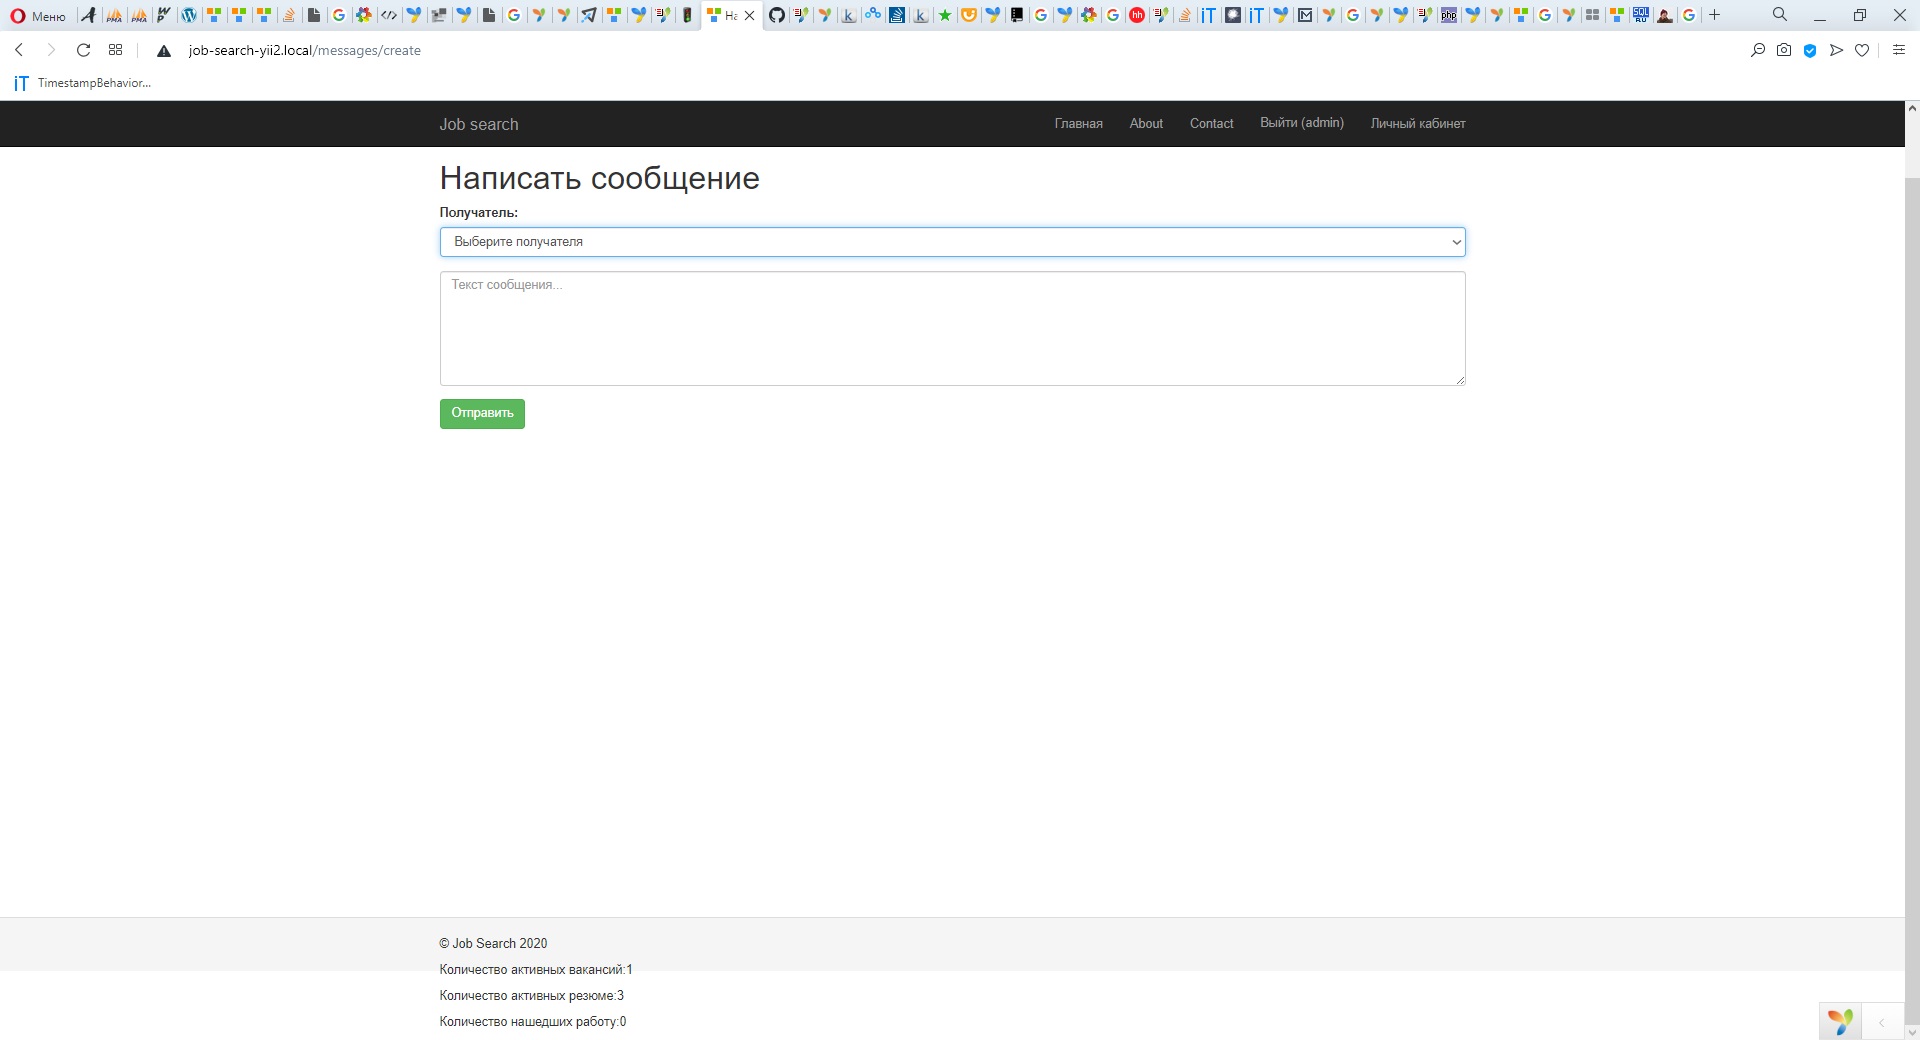 Меню
На
job-search-yii2.local/messages/create
iT TimestampBehavior...
Job search
Главная About Contact Выйти (admin) Личный кабинет
Написать сообщение
Получатель:
Выберите получателя
Текст сообщения...
Отправить
© Job Search 2020
Количество активных вакансий:1
Количество активных резюме:3
Количество нашедших работу:0